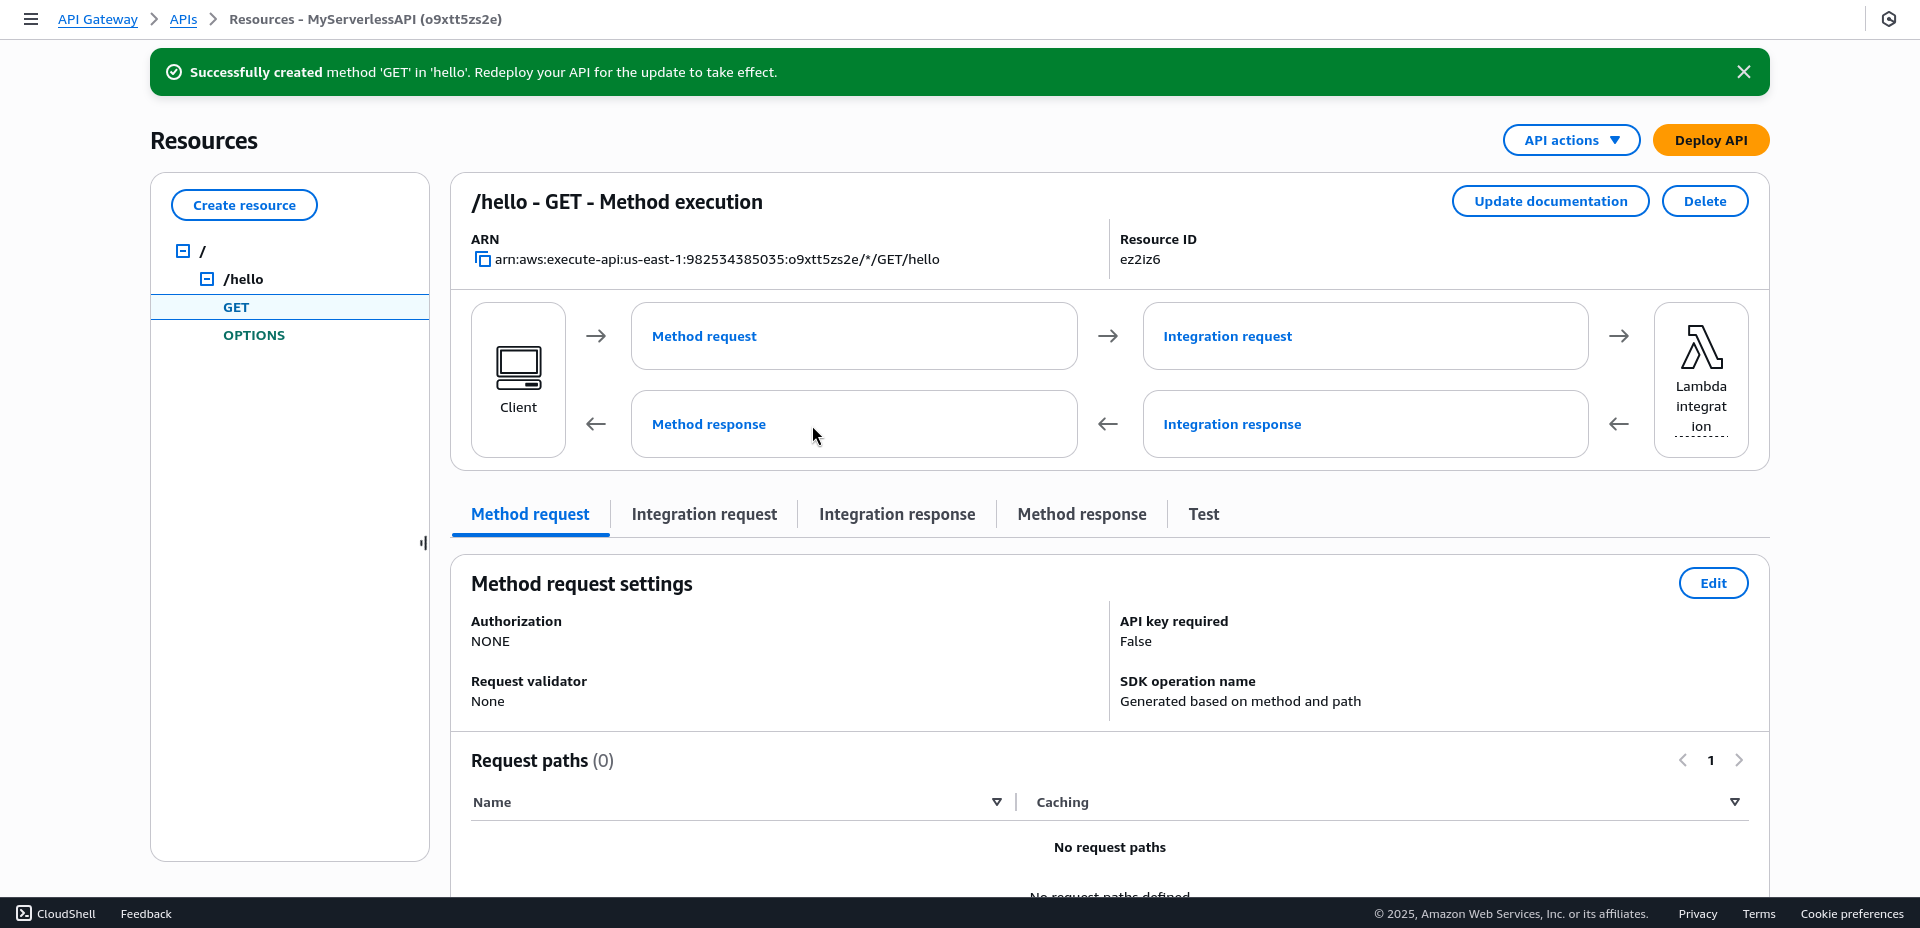 API Gateway
APIs
Resources - MyServerlessAPI (o9xtt5zs2e)
Successfully created method 'GET' in 'hello'. Redeploy your API for the update to take effect.
Resources
API actions
Deploy API
Create resource
/
/hello
GET
OPTIONS
/hello - GET - Method execution
Update documentation
Delete
ARN
arn:aws:execute-api:us-east-1:982534385035:o9xtt5zs2e/*/GET/hello
Resource ID
ez2iz6
Client
Method request
Integration request
Method response
Integration response
Lambda
integrat
ion
Method request
Integration request
Integration response
Method response
Test
Method request settings
Edit
Authorization
NONE
API key required
False
Request validator
None
SDK operation name
Generated based on method and path
Request paths (0)
1
Name
Caching
No request paths
No request paths defined
CloudShell
Feedback
© 2025, Amazon Web Services, Inc. or its affiliates.
Privacy
Terms
Cookie preferences